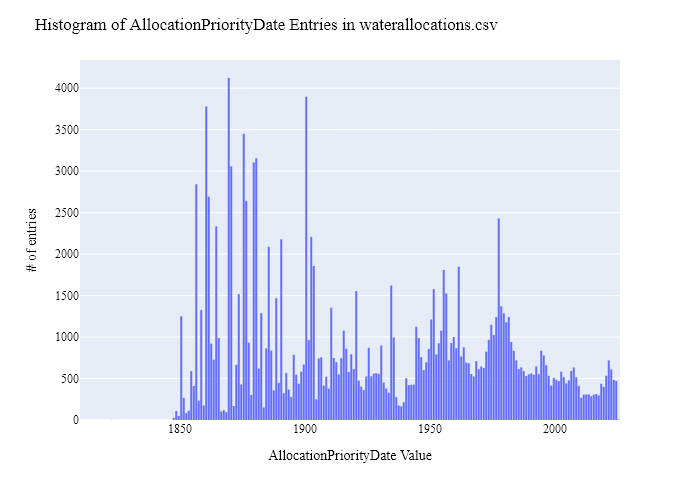 Histogram of AllocationPriorityDate Entries in waterallocations.csv
# of entries
4000
3500
3000
2500
2000
1500
1000
500
0
1850 1900 1950 2000
AllocationPriorityDate Value